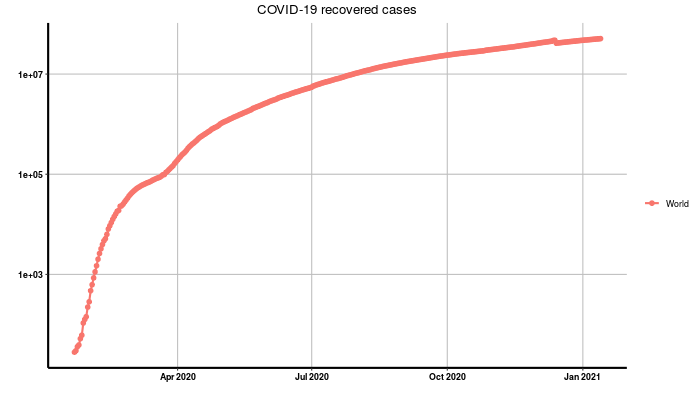 COVID-19 recovered cases
1e+07
1e+05
1e+03
World
Apr 2020
Jul 2020
Oct 2020
Jan 2021